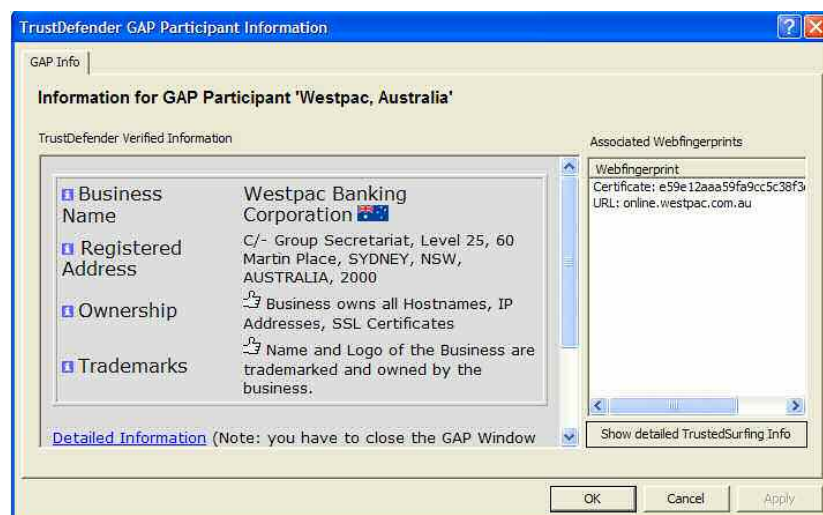 TrustDefender GAP Participant Information
GAP Info
Information for GAP Participant 'Westpac, Australia'
TrustDefender Verified Information
Business
Name
Westpac Banking
Corporation
Registered
Address
C/- Group Secretariat, Level 25, 60
Martin Place, SYDNEY, NSW,
AUSTRALIA, 2000
Ownership
Business owns all Hostnames, IP
Addresses, SSL Certificates
Trademarks
Name and Logo of the Business are
trademarked and owned by the
business.
Detailed Information (Note: you have to close the GAP Window
Associated Webfingerprints
Webfingerprint
Certificate: e59e12aaa59fa9cc5c38f3
URL: online.westpac.com.au
Show detailed TrustedSurfing Info
OK
Cancel
Apply